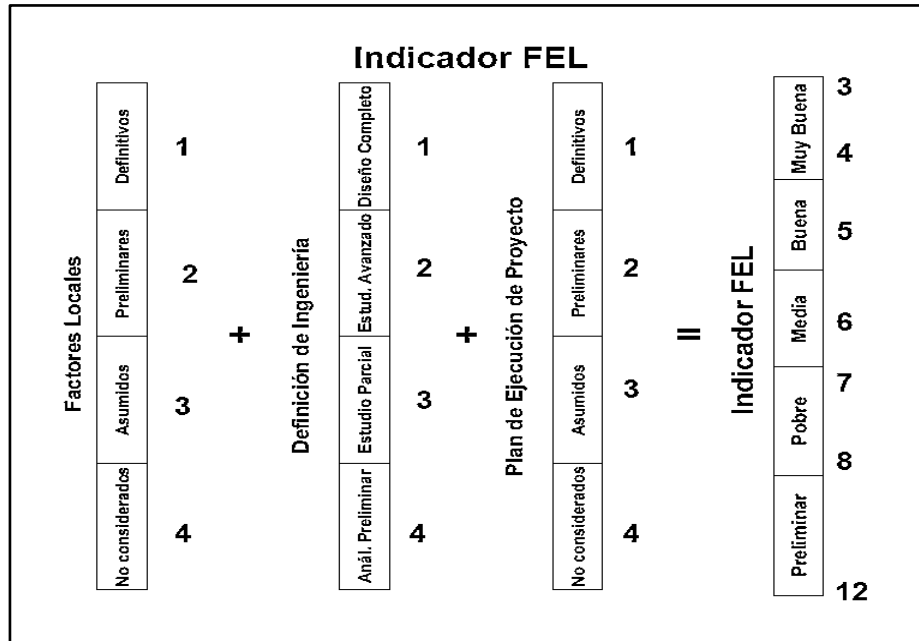 Indicador FEL
Factores Locales
Definitivos
1
Preliminares
2
Asumidos
3
No considerados
4
+
Definición de Ingeniería
Diseño Completo
1
Estud. Avanzado
2
Estudio Parcial
3
Anál. Preliminar
4
+
Plan de Ejecución de Proyecto
Definitivos
1
Preliminares
2
Asumidos
3
No considerados
4
=
Indicador FEL
Muy Buena
Buena
Media
Pobre
Preliminar
3
4
5
6
7
8
12